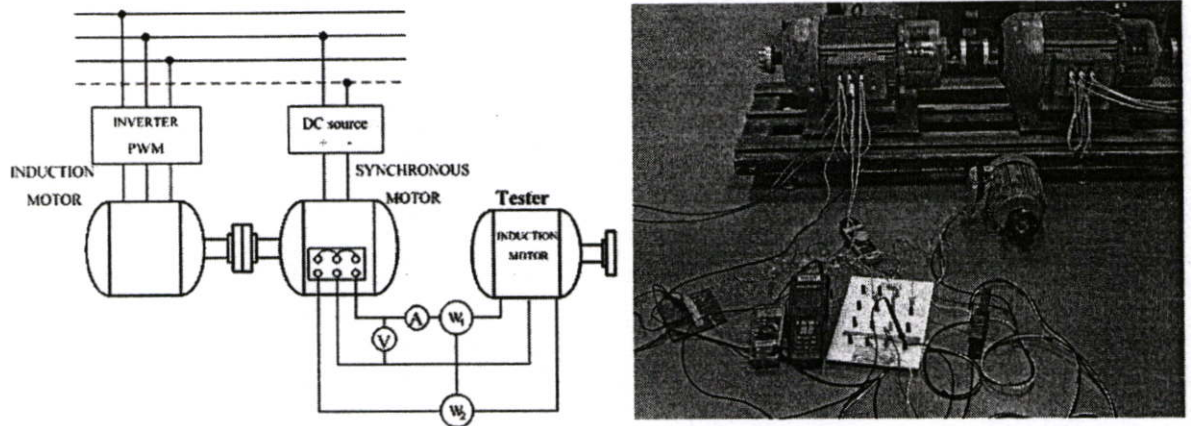 INVERTER
PWM
DC source
+ -
INDUCTION
MOTOR
SYNCHRONOUS
MOTOR
Tester
INDUCTION
MOTOR
A
W1
V
W2